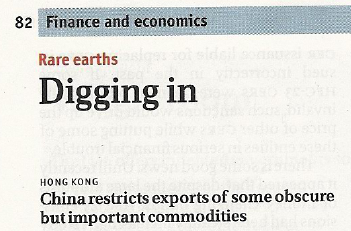 82 Finance and economics
Rare earths
Digging in
HONG KONG
China restricts exports of some obscure
but important commodities